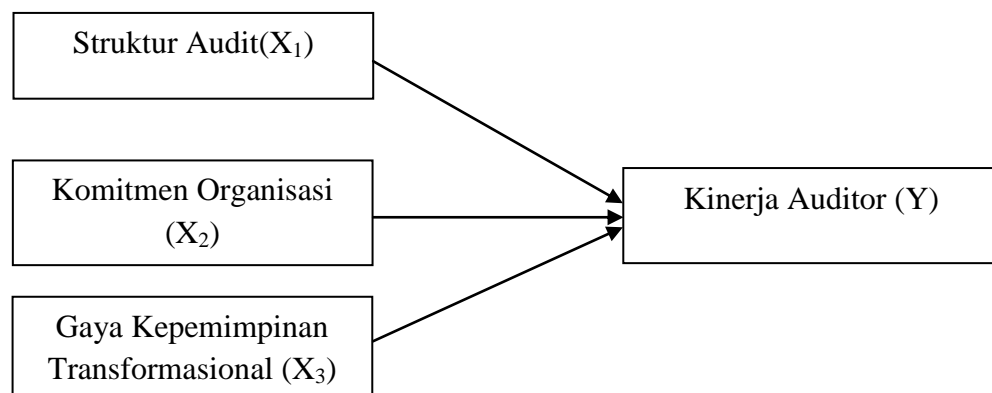 Struktur Audit(X₁)
Komitmen Organisasi
(X₂)
Kinerja Auditor (Y)
Gaya Kepemimpinan
Transformasional (X₃)